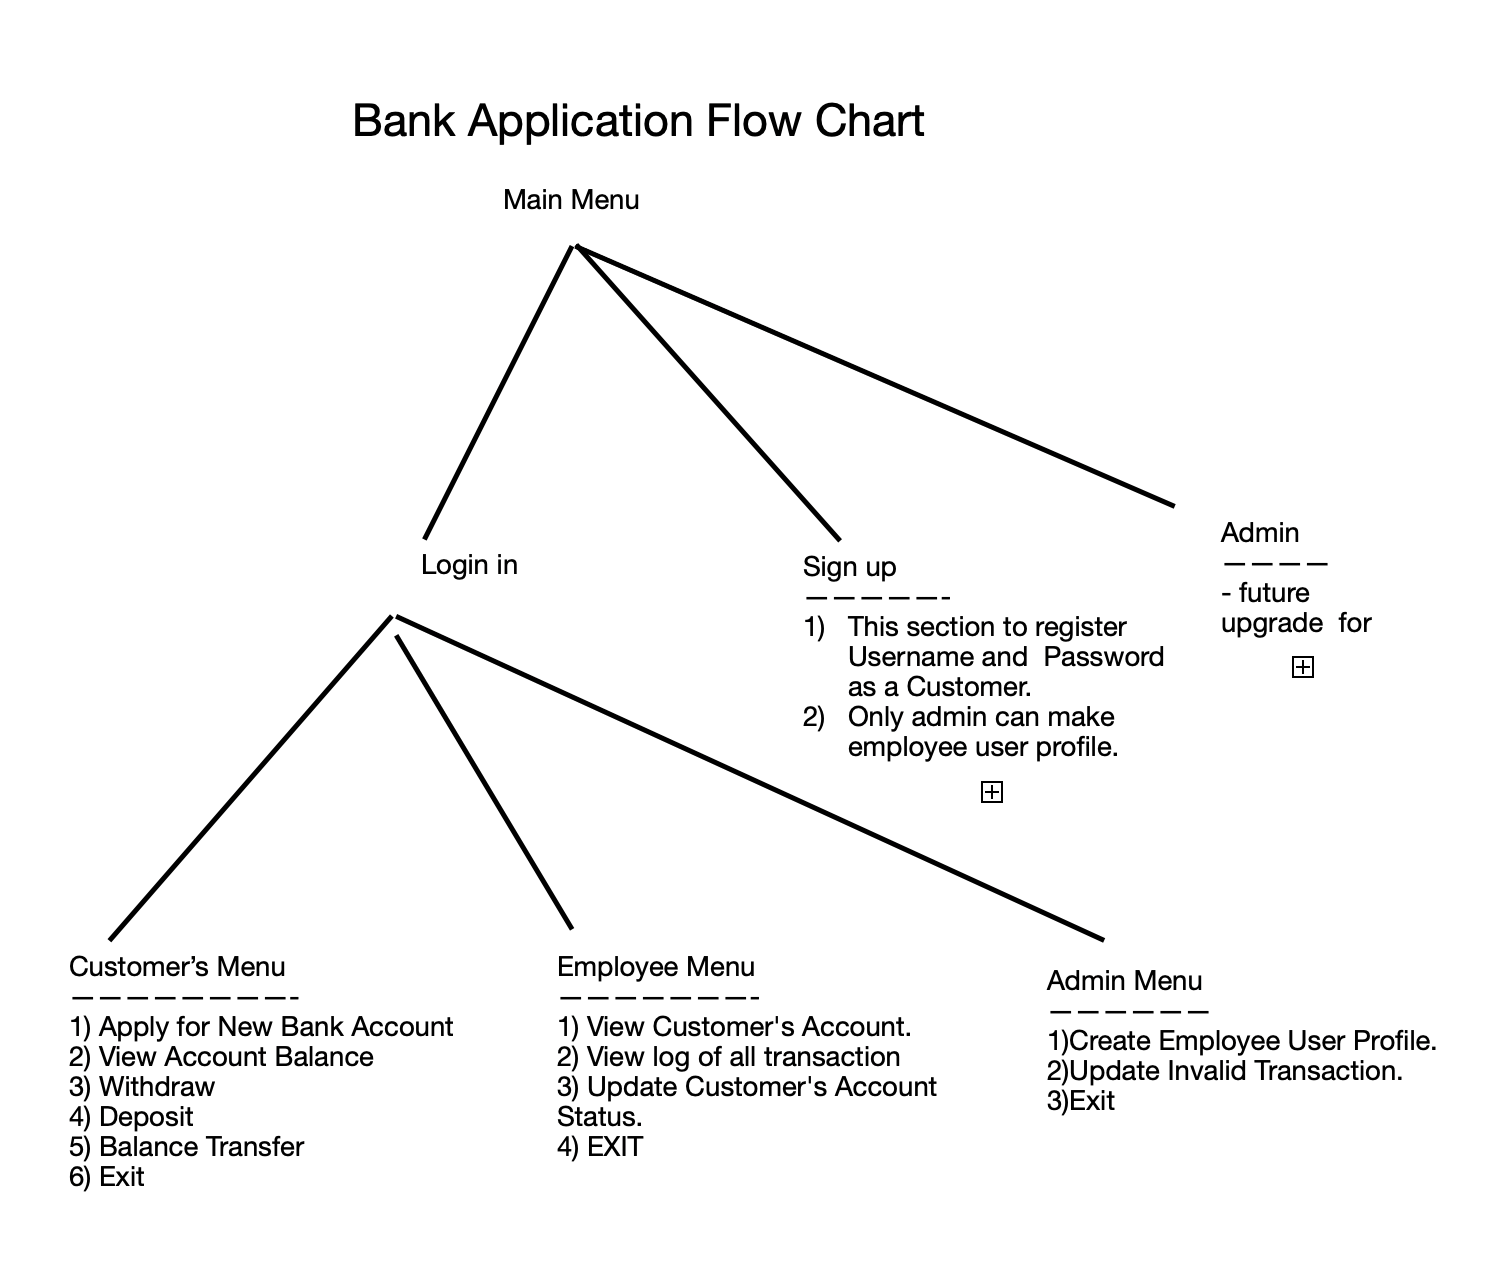 Bank Application Flow Chart
Main Menu
Login in
Sign up
— — — — — -
1) This section to register
Username and  Password
as a Customer.
2) Only admin can make
employee user profile.
Admin
— — — —
- future
upgrade  for
Customer’s Menu
— — — — — — — — -
1) Apply for New Bank Account
2) View Account Balance
3) Withdraw
4) Deposit
5) Balance Transfer
6) Exit
Employee Menu
— — — — — — — -
1) View Customer's Account.
2) View log of all transaction
3) Update Customer's Account
Status.
4) EXIT
Admin Menu
— — — — — —
1)Create Employee User Profile.
2)Update Invalid Transaction.
3)Exit